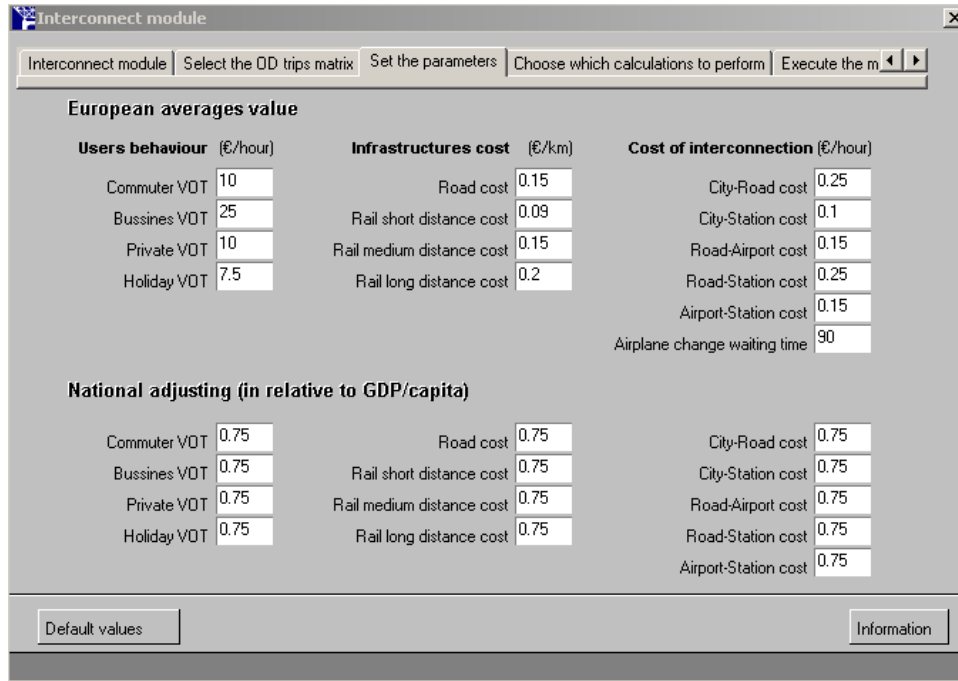 Interconnect module
Interconnect module Select the OD trips matrix Set the parameters Choose which calculations to perform Execute the m
European averages value
Users behaviour (€/hour) Infrastructures cost (€/km) Cost of interconnection (€/hour)
Commuter VOT 10 Road cost 0.15 City-Road cost 0.25
Bussines VOT 25 Rail short distance cost 0.09 City-Station cost 0.1
Private VOT 10 Rail medium distance cost 0.15 Road-Airport cost 0.15
Holiday VOT 7.5 Rail long distance cost 0.2 Road-Station cost 0.25
Airport-Station cost 0.15
Airplane change waiting time 90
National adjusting (in relative to GDP/capita)
Commuter VOT 0.75 Road cost 0.75 City-Road cost 0.75
Bussines VOT 0.75 Rail short distance cost 0.75 City-Station cost 0.75
Private VOT 0.75 Rail medium distance cost 0.75 Road-Airport cost 0.75
Holiday VOT 0.75 Rail long distance cost 0.75 Road-Station cost 0.75
Airport-Station cost 0.75
Default values Information